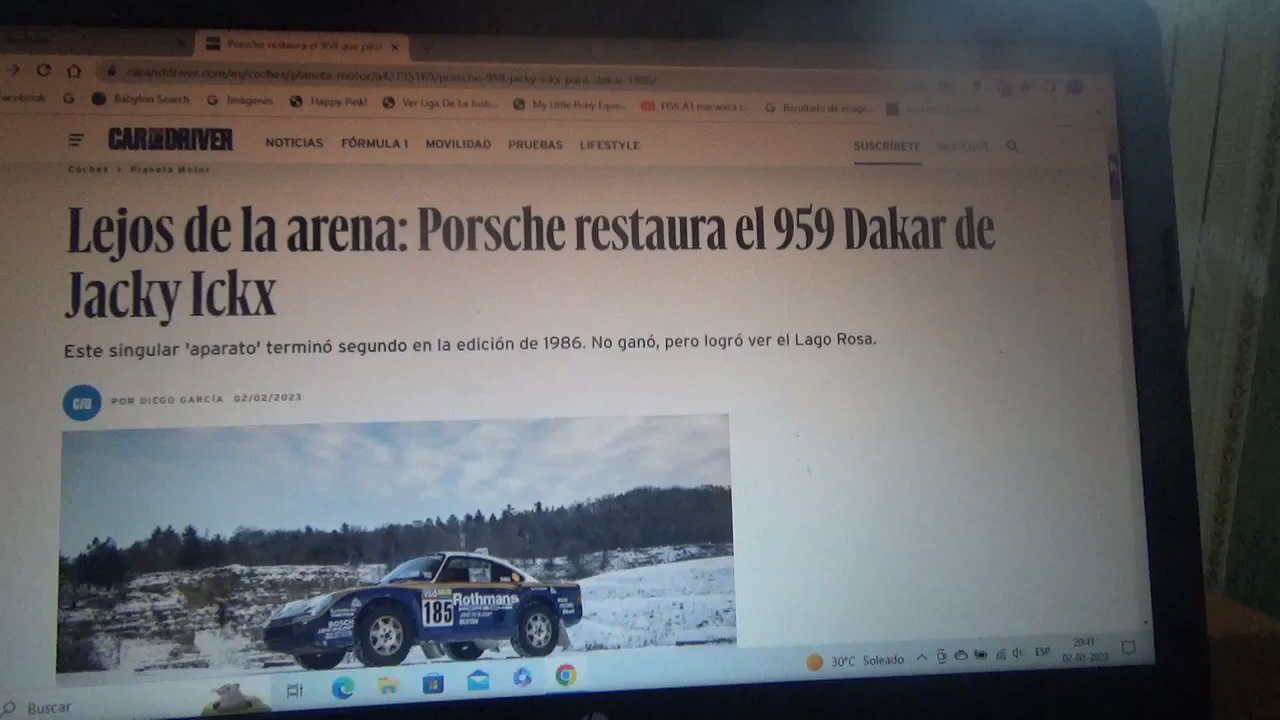 Porsche restaura el 959 que
caranddriver.com/es/coches/planeta-motor/a42735169/porsche-959-jacky-ickx-paris-dakar-1986/
Babylon Search
Imágenes
Happy Pink!
Ver Liga De La Justi...
My Little Pony Eque...
FISICA1 mecanica c...
Resultado de image...
CAR AND DRIVER
NOTICIAS FÓRMULA 1 MOVILIDAD PRUEBAS LIFESTYLE
SUSCRÍBETE
Coches > Planeta Motor
Lejos de la arena: Porsche restaura el 959 Dakar de
Jacky Ickx
Este singular 'aparato' terminó segundo en la edición de 1986. No ganó, pero logró ver el Lago Rosa.
C/D
POR DIEGO GARCÍA 02/02/2023
185
Rothmans
BOSCH
DUNLOP
30°C Soleado
ESP
20:41
02-02-2023
Buscar